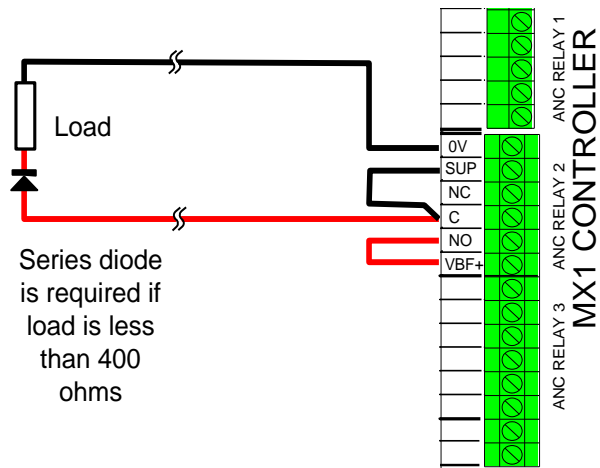 Load
Series diode
is required if
load is less
than 400
ohms
0V
SUP
NC
C
NO
VBF+
ANC RELAY 1
ANC RELAY 2
ANC RELAY 3
MX1 CONTROLLER